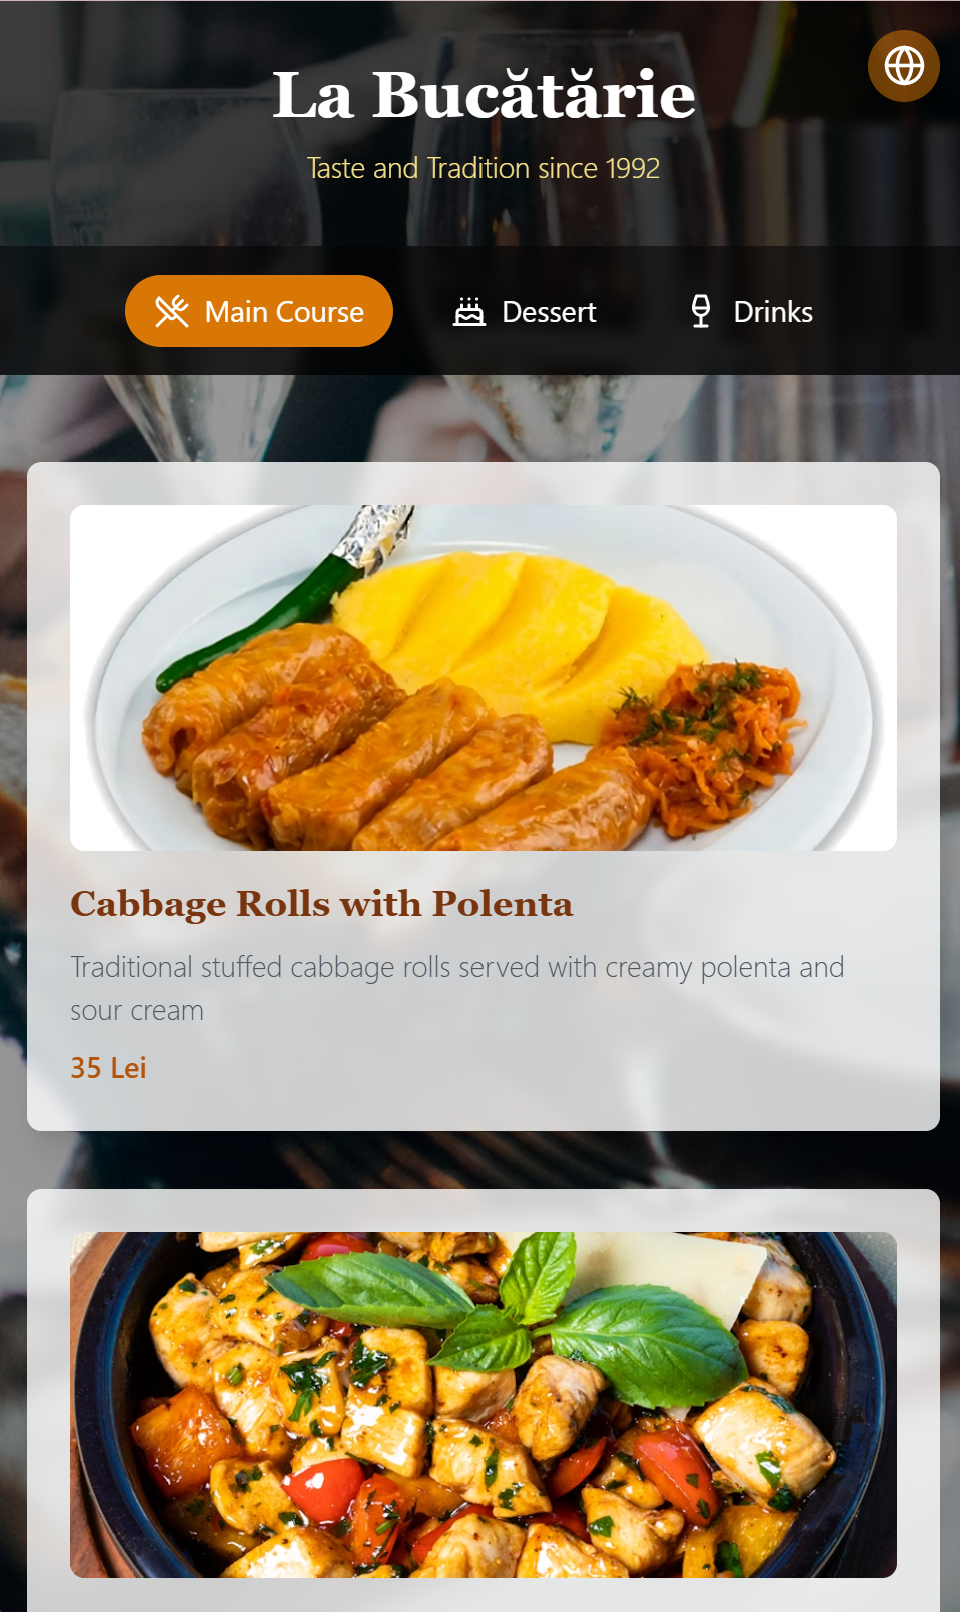 La Bucătărie
Taste and Tradition since 1992
Main Course
Dessert
Drinks
Cabbage Rolls with Polenta
Traditional stuffed cabbage rolls served with creamy polenta and
sour cream
35 Lei